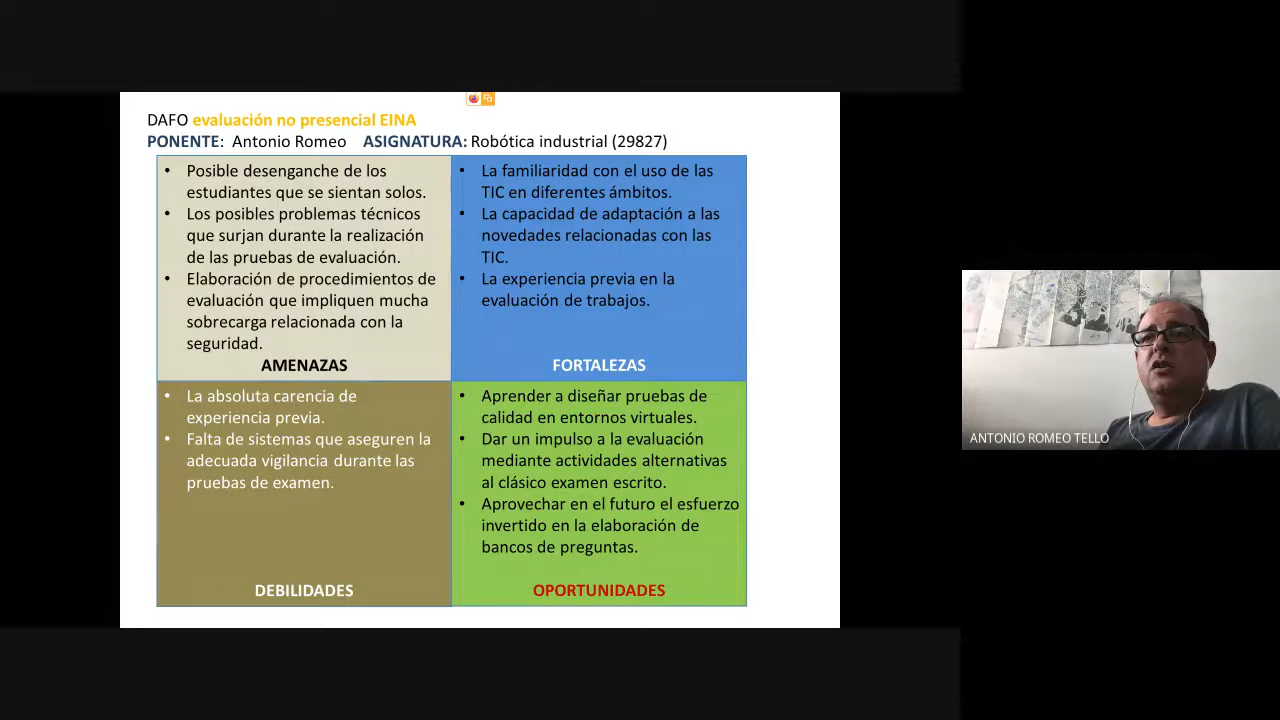 DAFO evaluación no presencial EINA
PONENTE: Antonio Romeo ASIGNATURA: Robótica industrial (29827)
• Posible desenganche de los
estudiantes que se sientan solos.
• Los posibles problemas técnicos
que surjan durante la realización
de las pruebas de evaluación.
• Elaboración de procedimientos de
evaluación que impliquen mucha
sobrecarga relacionada con la
seguridad.
AMENAZAS
• La familiaridad con el uso de las
TIC en diferentes ámbitos.
• La capacidad de adaptación a las
novedades relacionadas con las
TIC.
• La experiencia previa en la
evaluación de trabajos.
FORTALEZAS
• La absoluta carencia de
experiencia previa.
• Falta de sistemas que aseguren la
adecuada vigilancia durante las
pruebas de examen.
DEBILIDADES
• Aprender a diseñar pruebas de
calidad en entornos virtuales.
• Dar un impulso a la evaluación
mediante actividades alternativas
al clásico examen escrito.
• Aprovechar en el futuro el esfuerzo
invertido en la elaboración de
bancos de preguntas.
OPORTUNIDADES
ANTONIO ROMEO TELLO